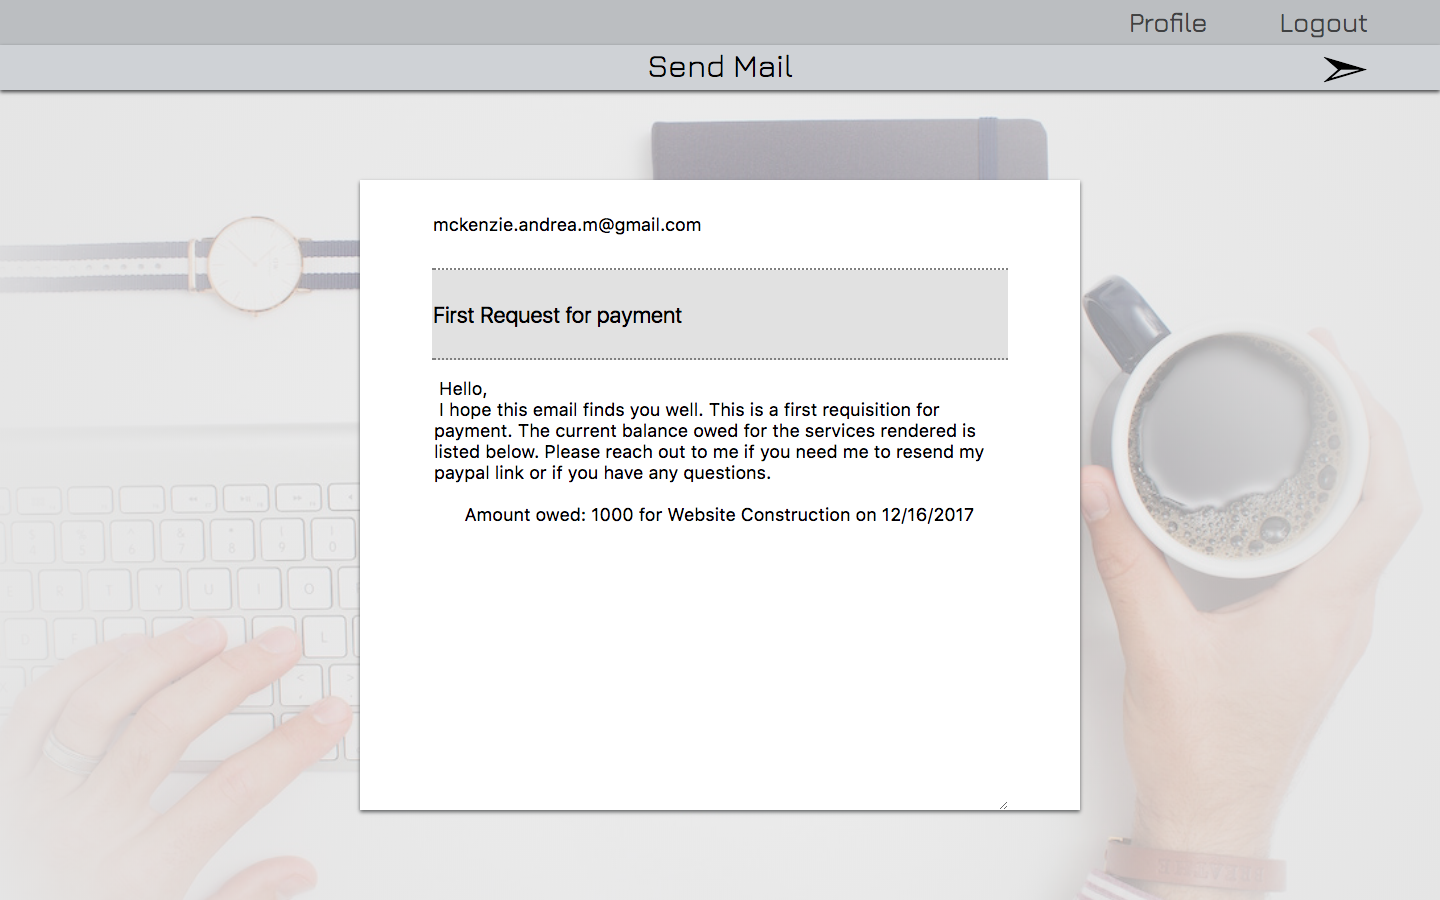 Profile Logout
Send Mail
mckenzie.andrea.m@gmail.com
First Request for payment
Hello,
I hope this email finds you well. This is a first requisition for
payment. The current balance owed for the services rendered is
listed below. Please reach out to me if you need me to resend my
paypal link or if you have any questions.
Amount owed: 1000 for Website Construction on 12/16/2017